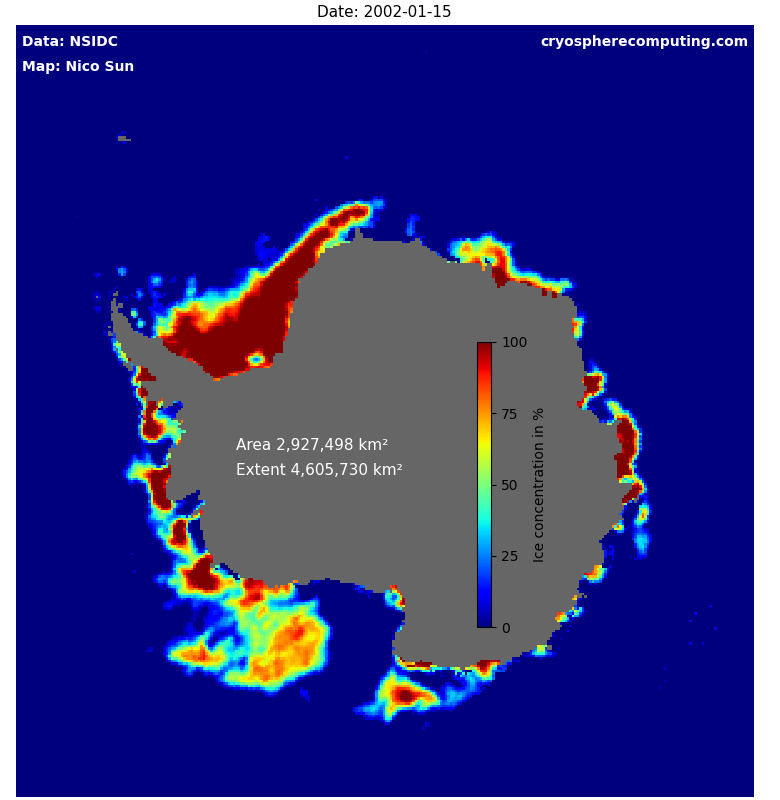 Date: 2002-01-15
Data: NSIDC
cryospherecomputing.com
Map: Nico Sun
100
75
50
25
0
Ice concentration in %
Area 2,927,498 km²
Extent 4,605,730 km²